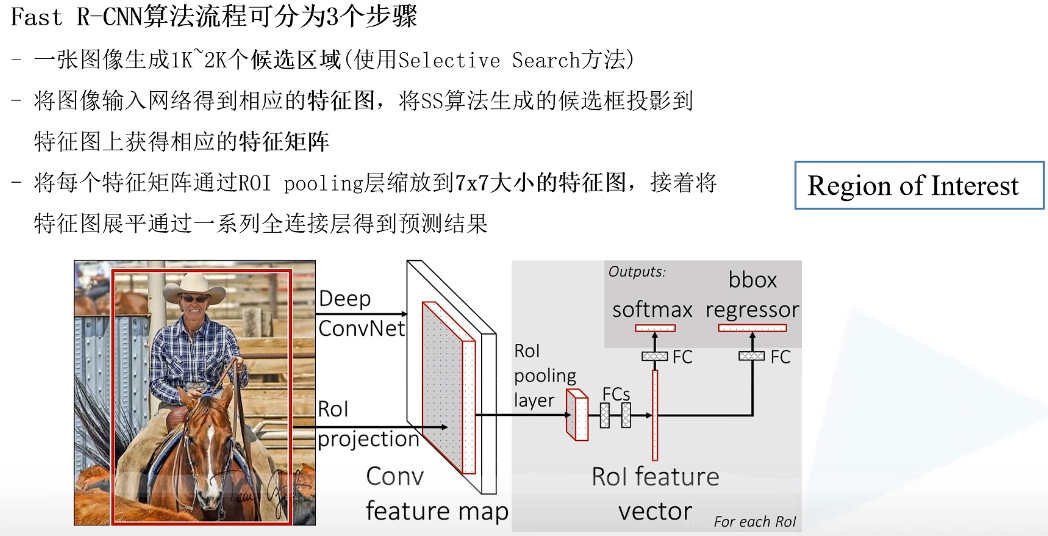 Fast R-CNN算法流程可分为3个步骤
- 一张图像生成1K~2K个候选区域(使用Selective Search方法)
- 将图像输入网络得到相应的特征图，将SS算法生成的候选框投影到
特征图上获得相应的特征矩阵
- 将每个特征矩阵通过ROI pooling层缩放到7x7大小的特征图，接着将
特征图展平通过一系列全连接层得到预测结果
Region of Interest
Deep
ConvNet
RoI
projection
Conv
feature map
RoI
pooling
layer
FCs
Outputs:
softmax
bbox
regressor
FC
FC
RoI feature
vector
For each RoI